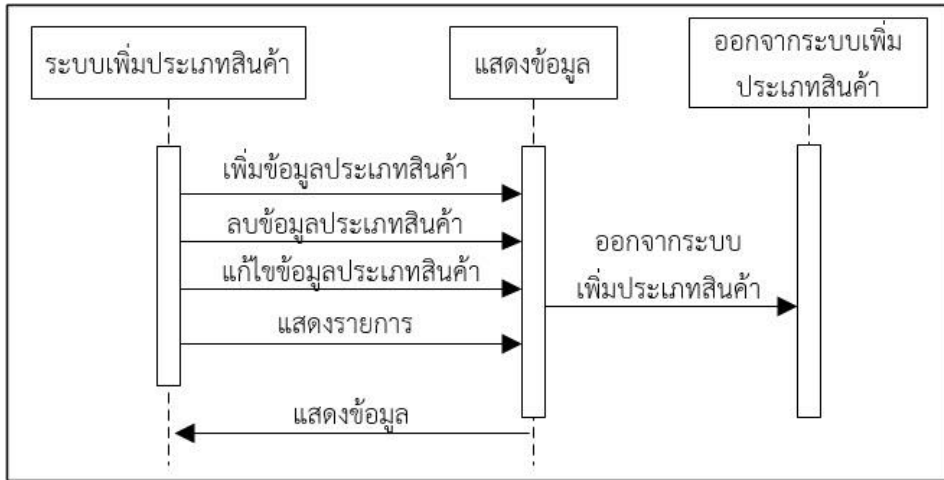 ระบบเพิ่มประเภทสินค้า
แสดงข้อมูล
ออกจากระบบเพิ่ม
ประเภทสินค้า
เพิ่มข้อมูลประเภทสินค้า
ลบข้อมูลประเภทสินค้า
แก้ไขข้อมูลประเภทสินค้า
แสดงรายการ
ออกจากระบบ
เพิ่มประเภทสินค้า
แสดงข้อมูล